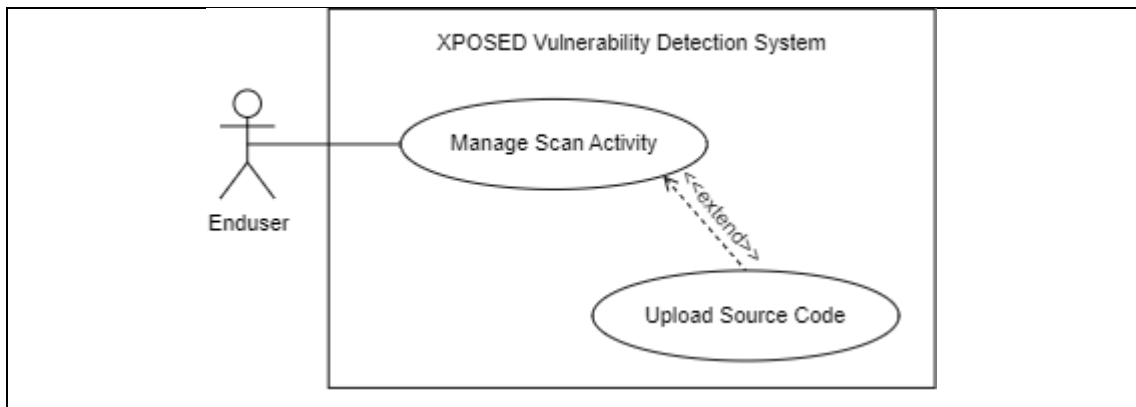 XPOSED Vulnerability Detection System
Manage Scan Activity
<<extend>>
Enduser
Upload Source Code